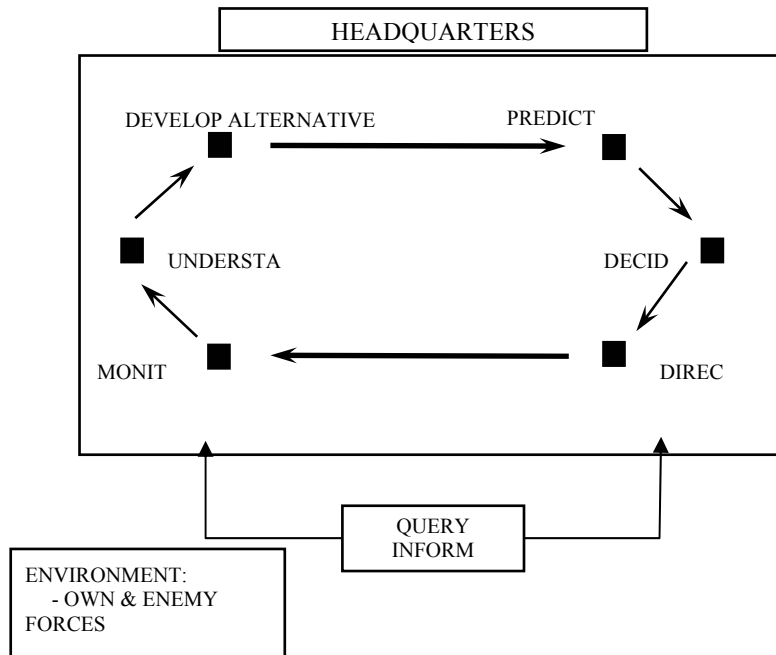 HEADQUARTERS
DEVELOP ALTERNATIVE
PREDICT
UNDERSTA
DECID
MONIT
DIREC
QUERY
INFORM
ENVIRONMENT:
- OWN & ENEMY
FORCES